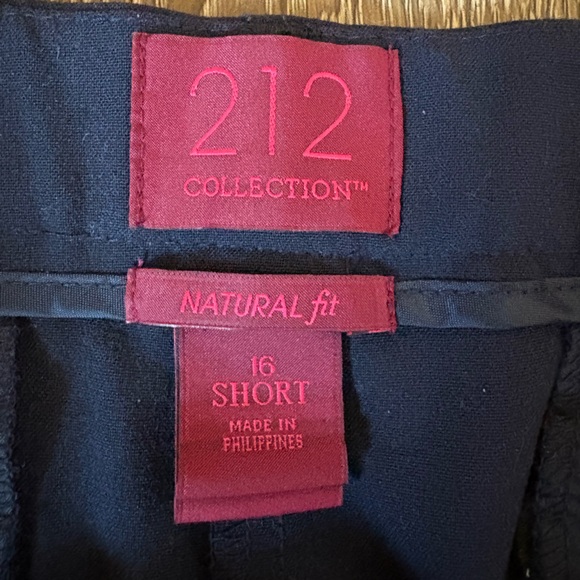 212
COLLECTION™
NATURAL fit
16
SHORT
MADE IN
PHILIPPINES